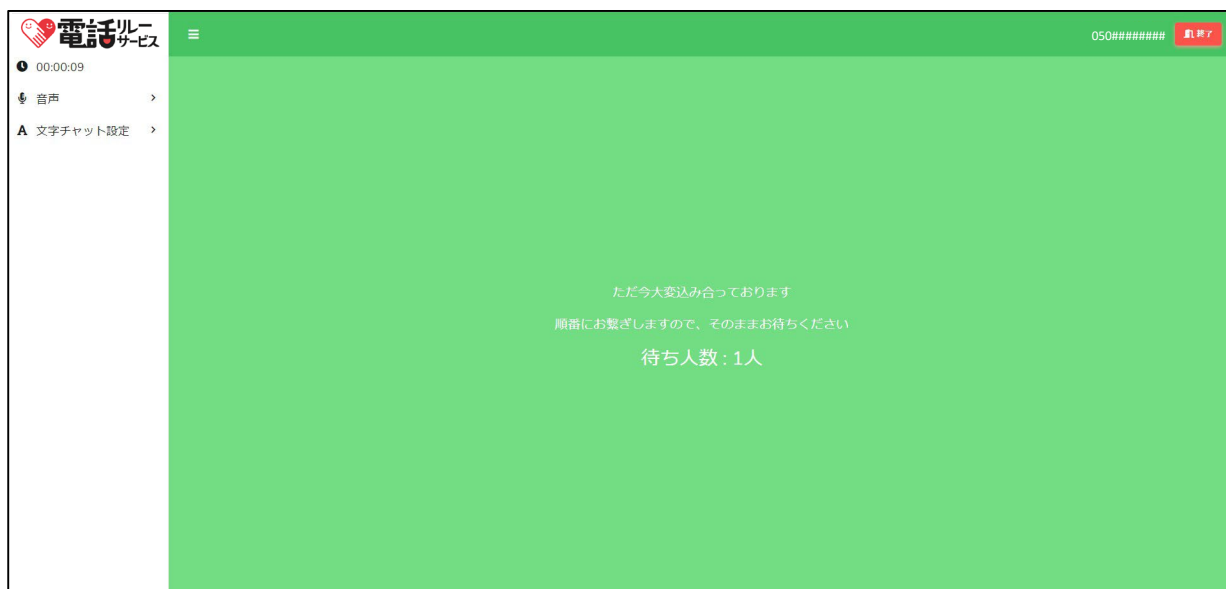 電話リレーサービス
050######## 終了
00:00:09
音声
A 文字チャット設定
ただ今大変込み合っております
順番にお繋ぎしますので、そのままお待ちください
待ち人数 : 1人